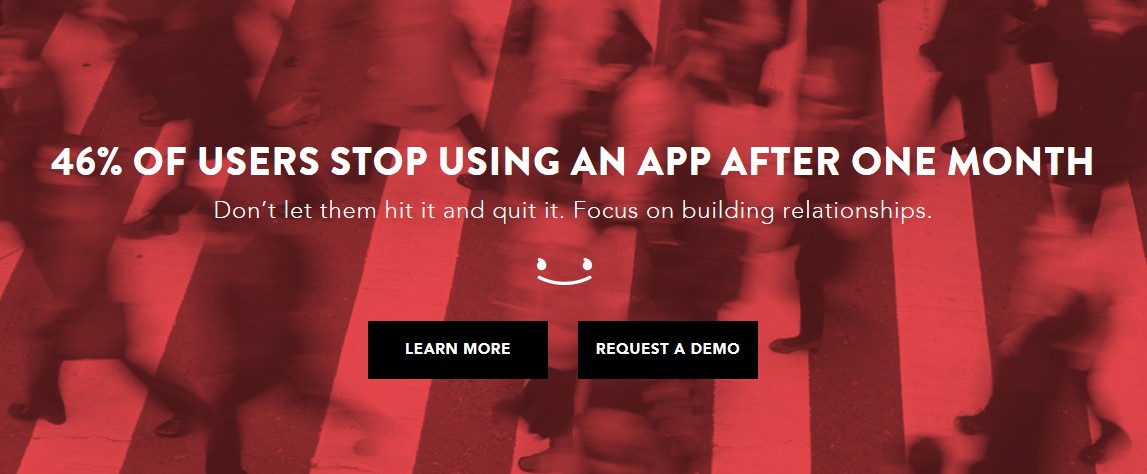 46% OF USERS STOP USING AN APP AFTER ONE MONTH
Don't let them hit it and quit it. Focus on building relationships.
LEARN MORE
REQUEST A DEMO